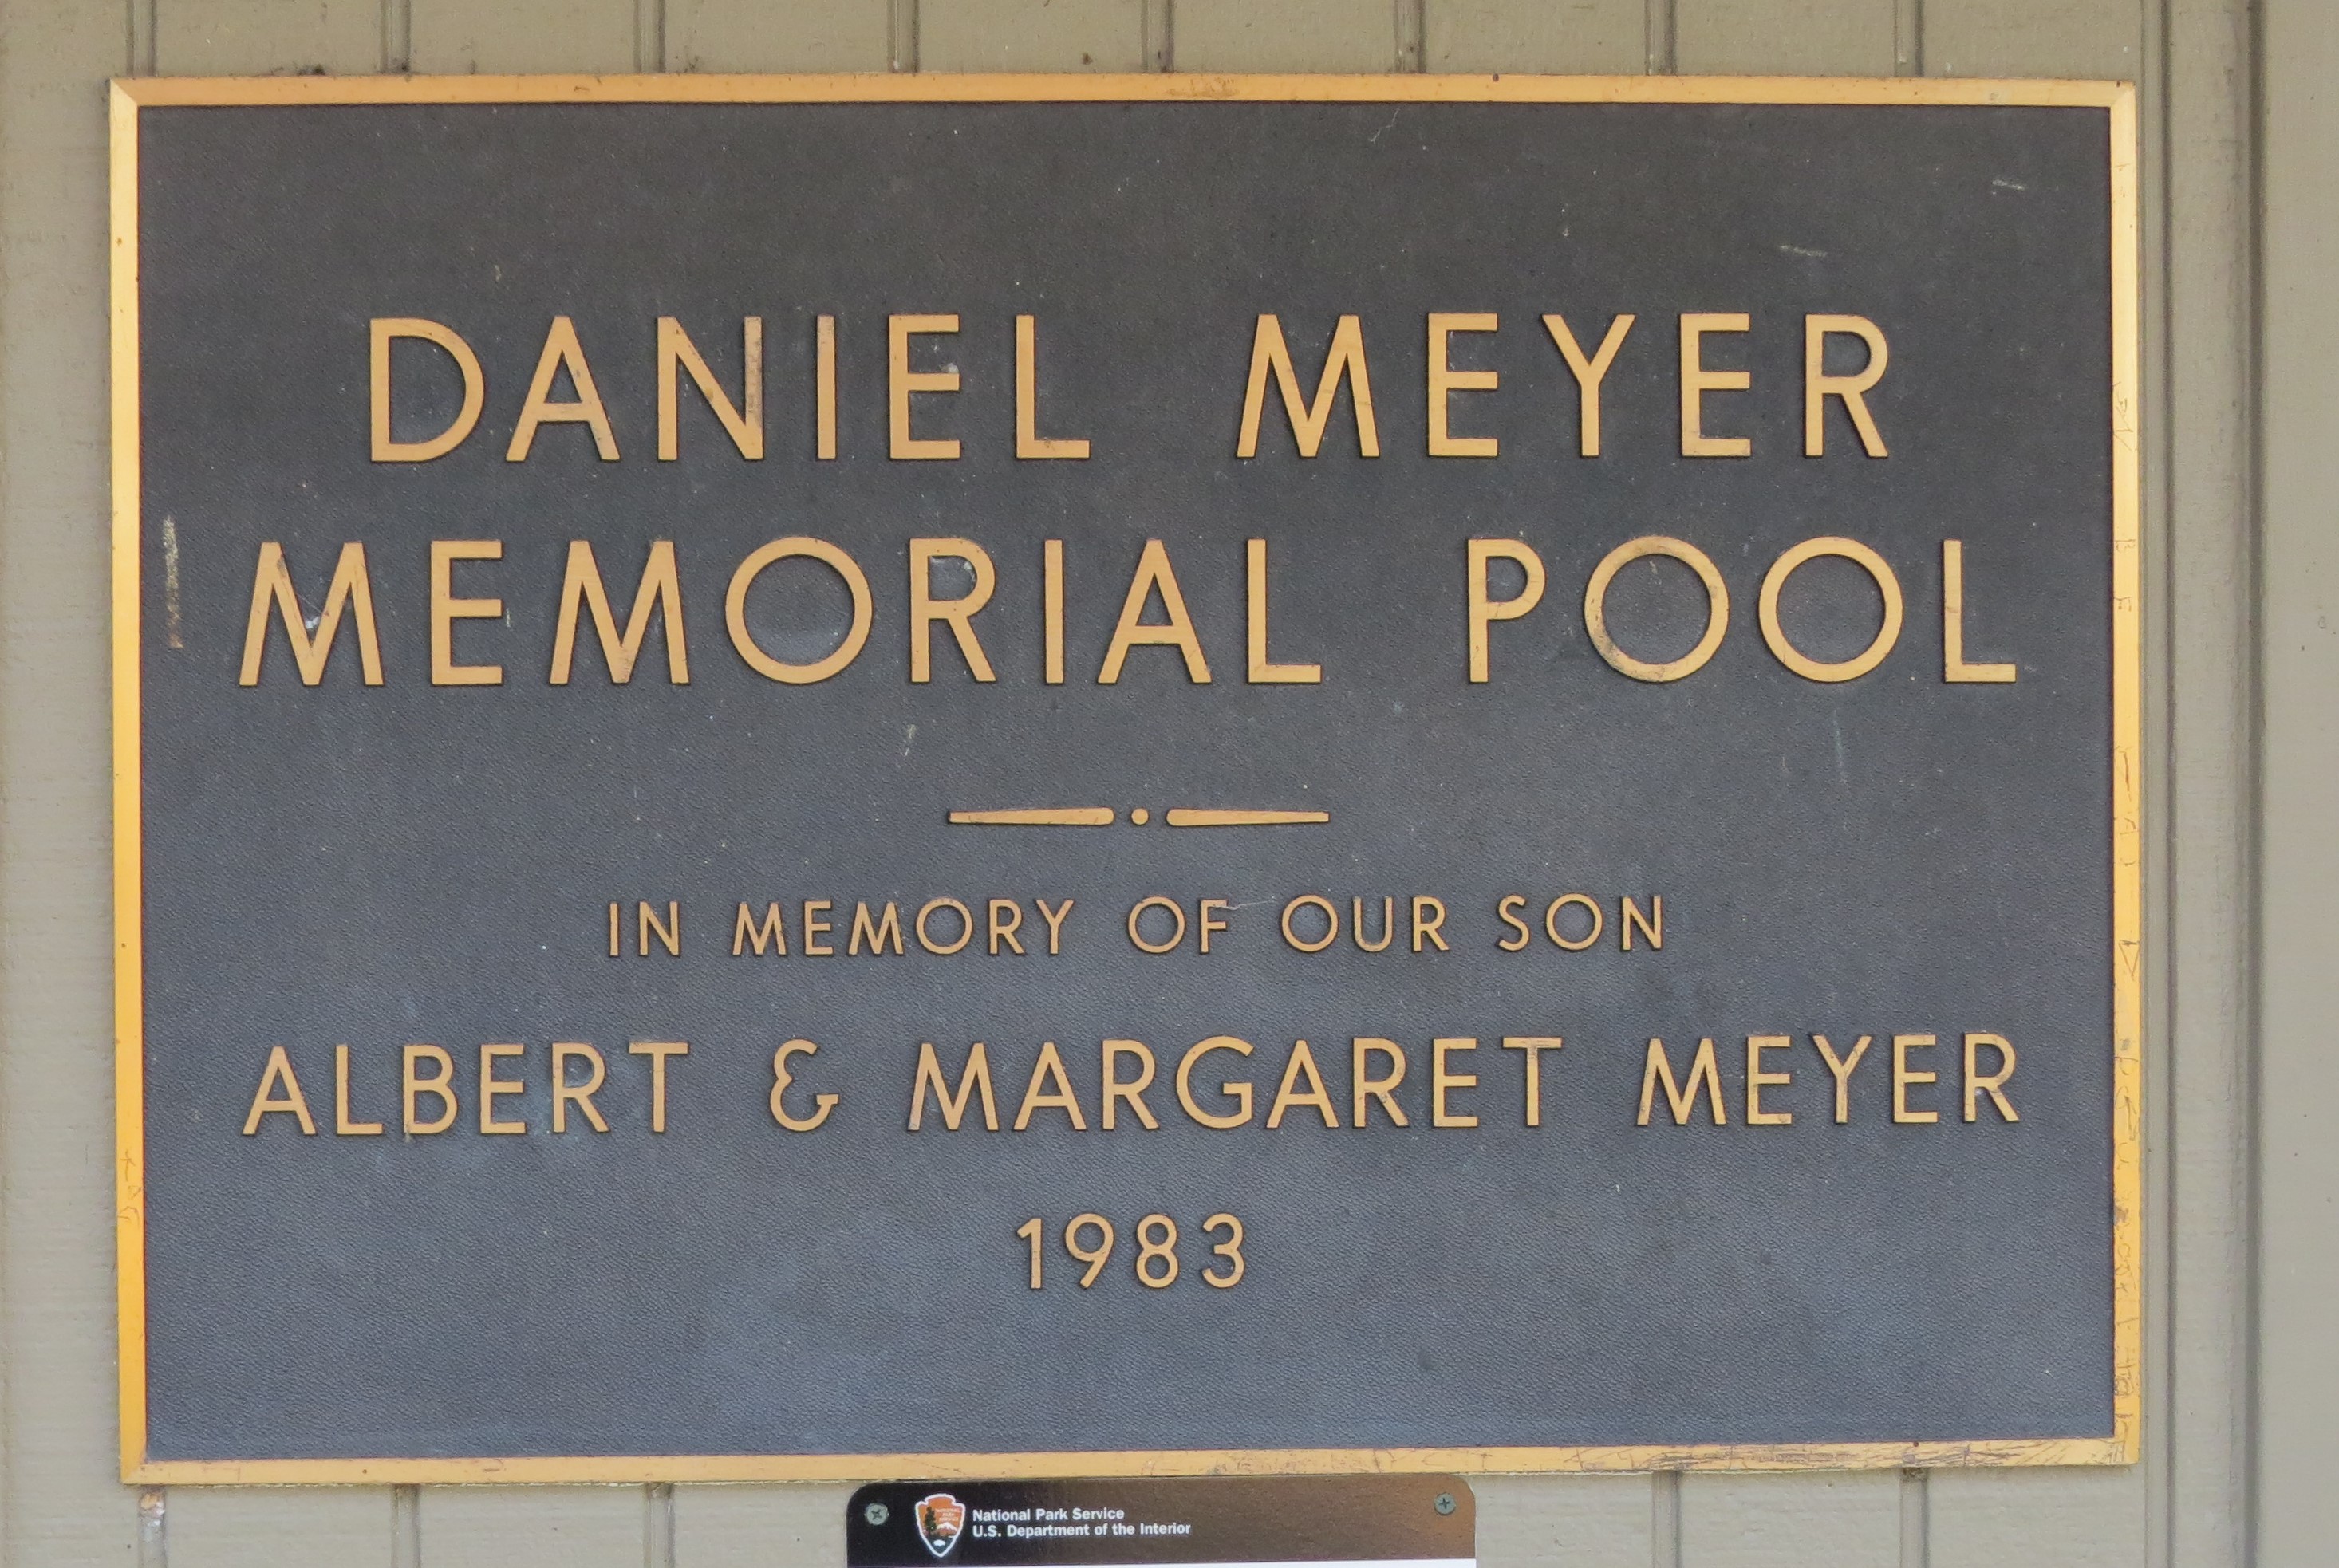 DANIEL MEYER
MEMORIAL POOL
IN MEMORY OF OUR SON
ALBERT & MARGARET MEYER
1983
National Park Service
U.S. Department of the Interior